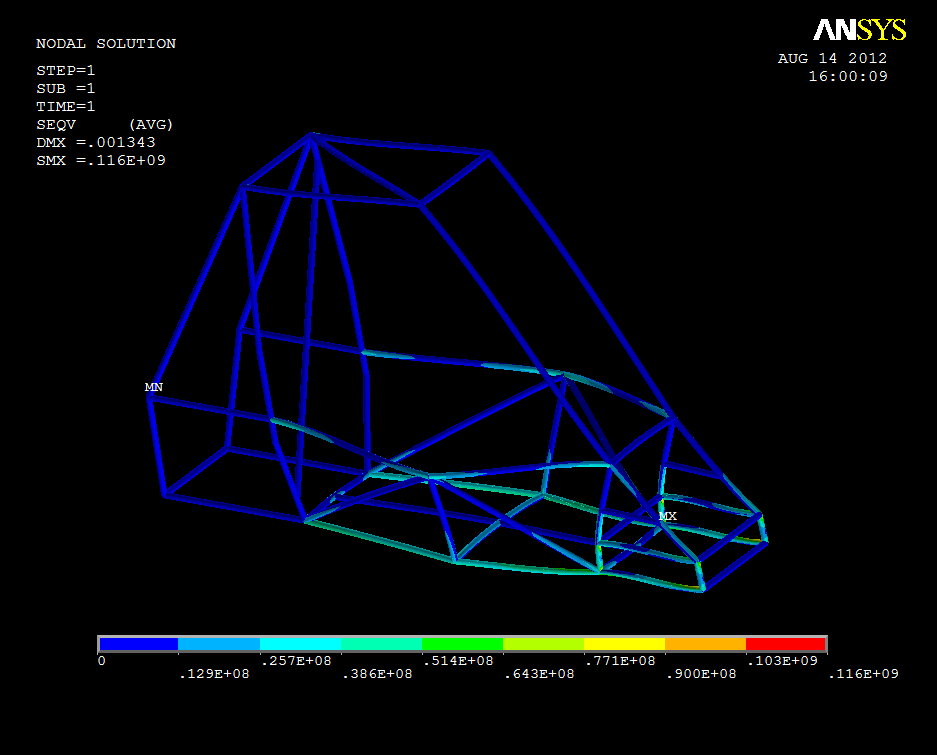 NODAL SOLUTION
STEP=1
SUB =1
TIME=1
SEQV (AVG)
DMX =.001343
SMX =.116E+09
ANSYS
AUG 14 2012
16:00:09
MN
MX
0 .257E+08 .514E+08 .771E+08 .103E+09
.129E+08 .386E+08 .643E+08 .900E+08 .116E+09